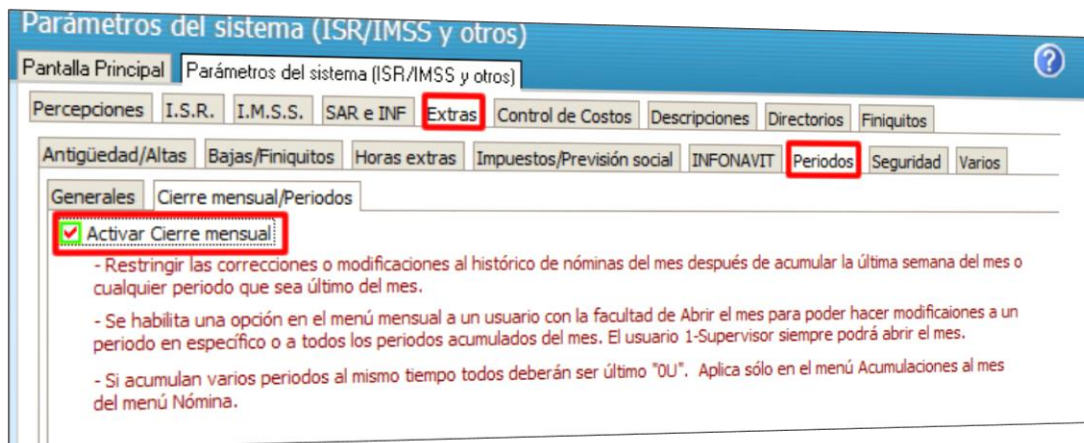 Parámetros del sistema (ISR/IMSS y otros)
?
Pantalla Principal Parámetros del sistema (ISR/IMSS y otros)
Percepciones I.S.R. I.M.S.S. SAR e INF Extras Control de Costos Descripciones Directorios Finiquitos
Antigüedad/Altas Bajas/Finiquitos Horas extras Impuestos/Previsión social INFONAVIT Periodos Seguridad Varios
Generales Cierre mensual/Periodos
Activar Cierre mensual
- Restringir las correcciones o modificaciones al histórico de nóminas del mes después de acumular la última semana del mes o
cualquier periodo que sea último del mes.
- Se habilita una opción en el menú mensual a un usuario con la facultad de Abrir el mes para poder hacer modificaiones a un
periodo en específico o a todos los periodos acumulados del mes. El usuario 1-Supervisor siempre podrá abrir el mes.
- Si acumulan varios periodos al mismo tiempo todos deberán ser último "0U". Aplica sólo en el menú Acumulaciones al mes
del menú Nómina.